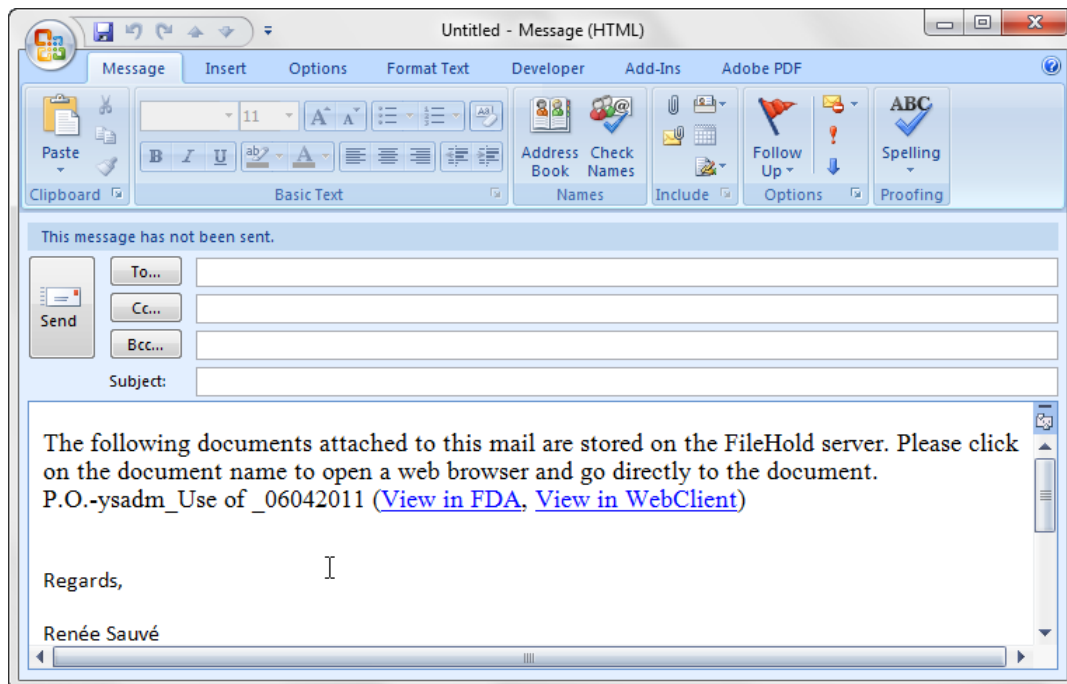 Untitled - Message (HTML)
Message Insert Options Format Text Developer Add-Ins Adobe PDF
11
A A Aa
Paste
B I U ab A
Address Book
Check Names
Follow Up
ABC
Spelling
Clipboard Basic Text Names Include Options Proofing
This message has not been sent.
Send
To...
Cc...
Bcc...
Subject:
The following documents attached to this mail are stored on the FileHold server. Please click
on the document name to open a web browser and go directly to the document.
P.O.-ysadm_Use of _06042011 (View in FDA, View in WebClient)
Regards,
Renée Sauvé